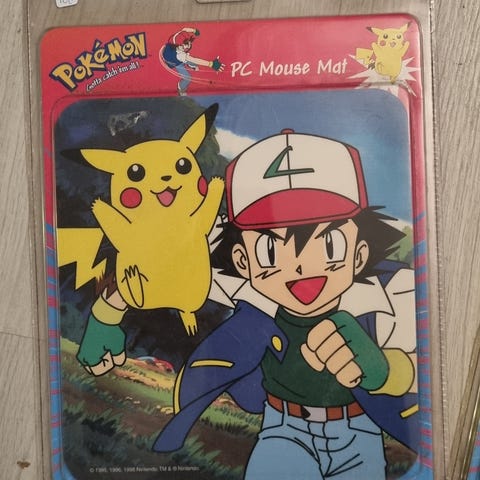 POKéMON
Gotta catch 'em all!
PC Mouse Mat
© 1995, 1996, 1998 Nintendo TM & ® Nintendo